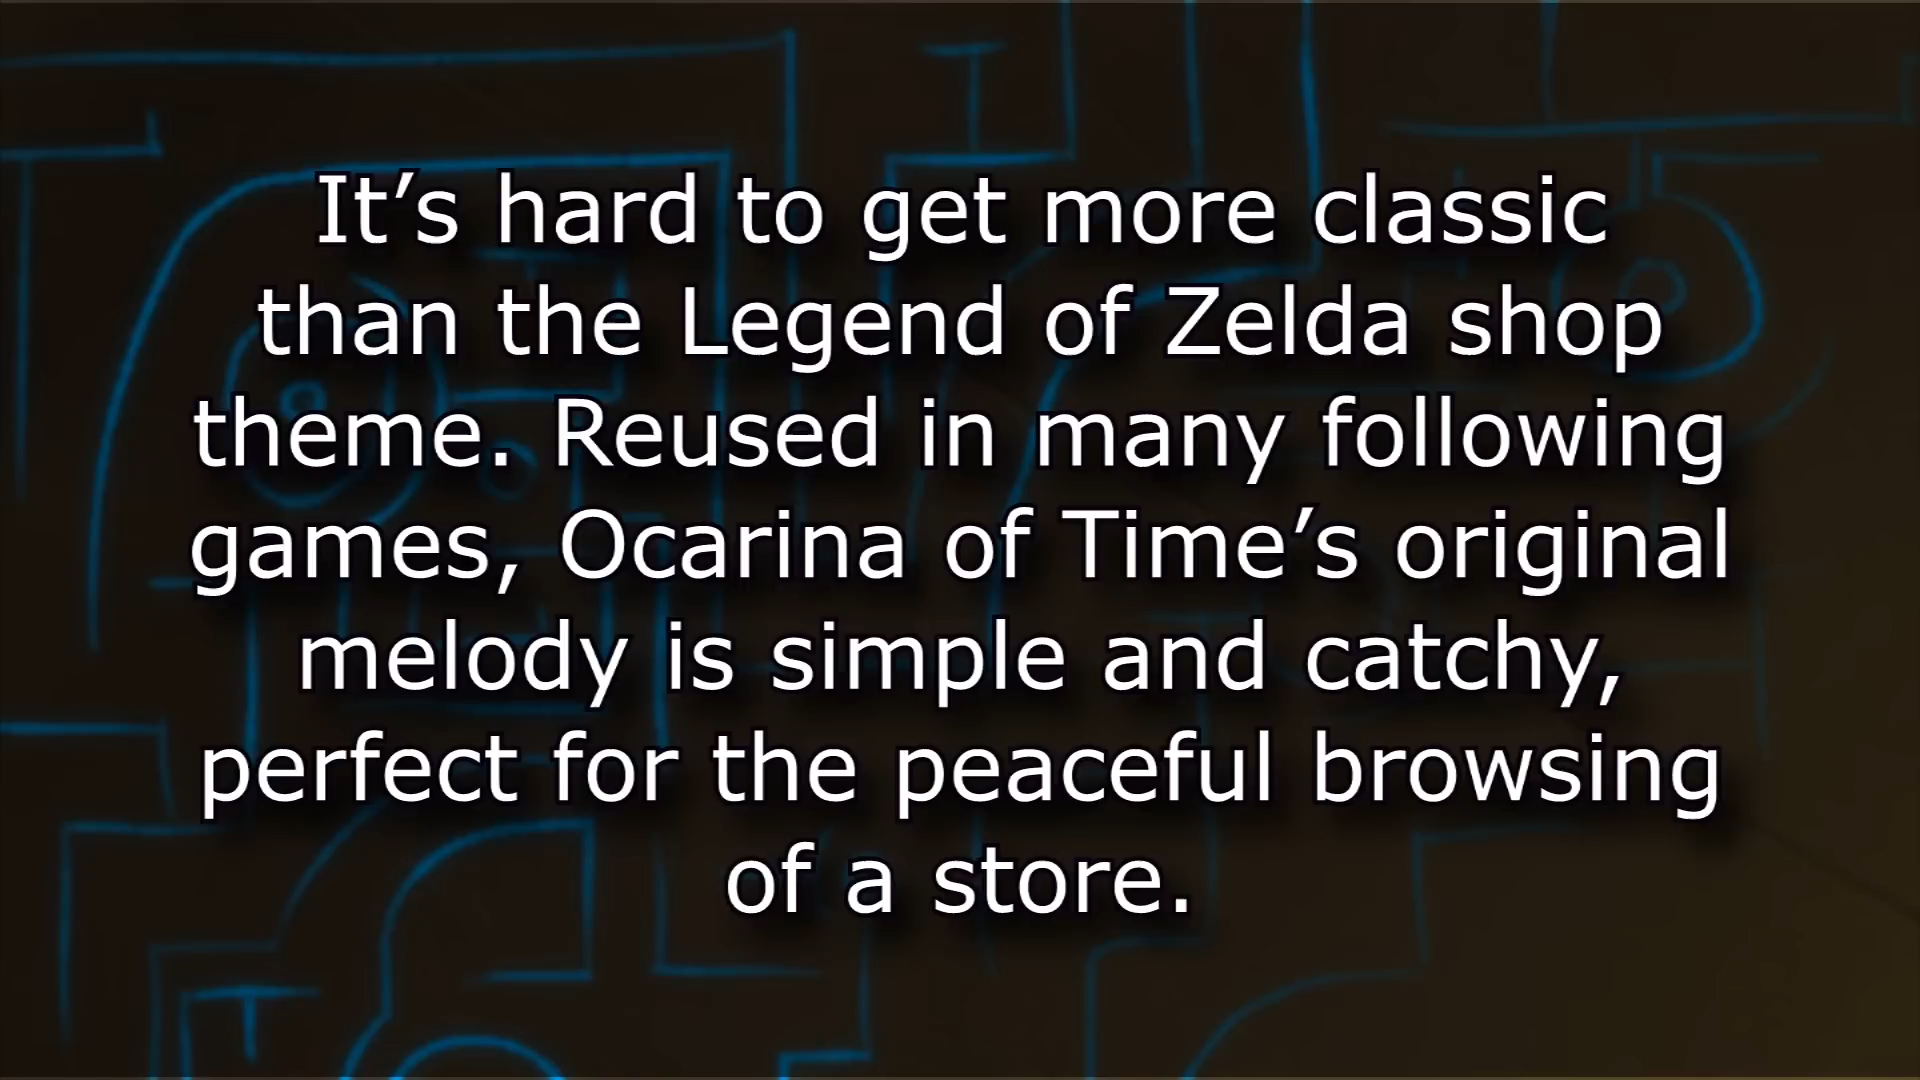 It’s hard to get more classic
than the Legend of Zelda shop
theme. Reused in many following
games, Ocarina of Time’s original
melody is simple and catchy,
perfect for the peaceful browsing
of a store.